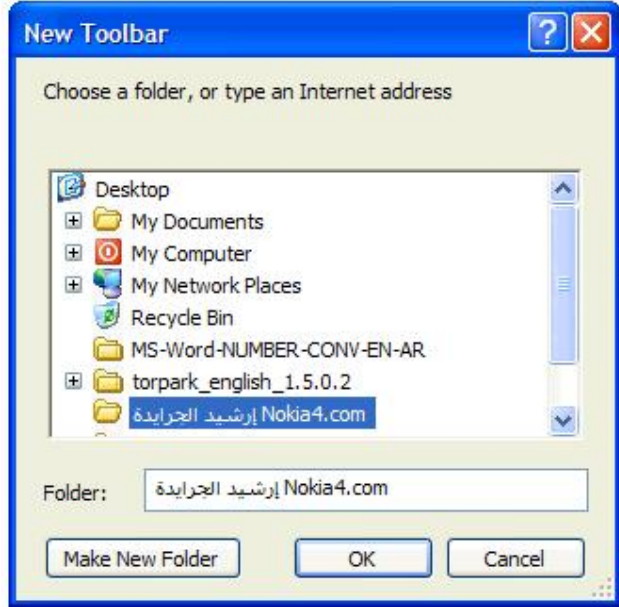 New Toolbar
Choose a folder, or type an Internet address
Desktop
My Documents
My Computer
My Network Places
Recycle Bin
MS-Word-NUMBER-CONV-EN-AR
torpark_english_1.5.0.2
إرشيد الجرايدة Nokia4.com
Folder: إرشيد الجرايدة Nokia4.com
Make New Folder OK Cancel